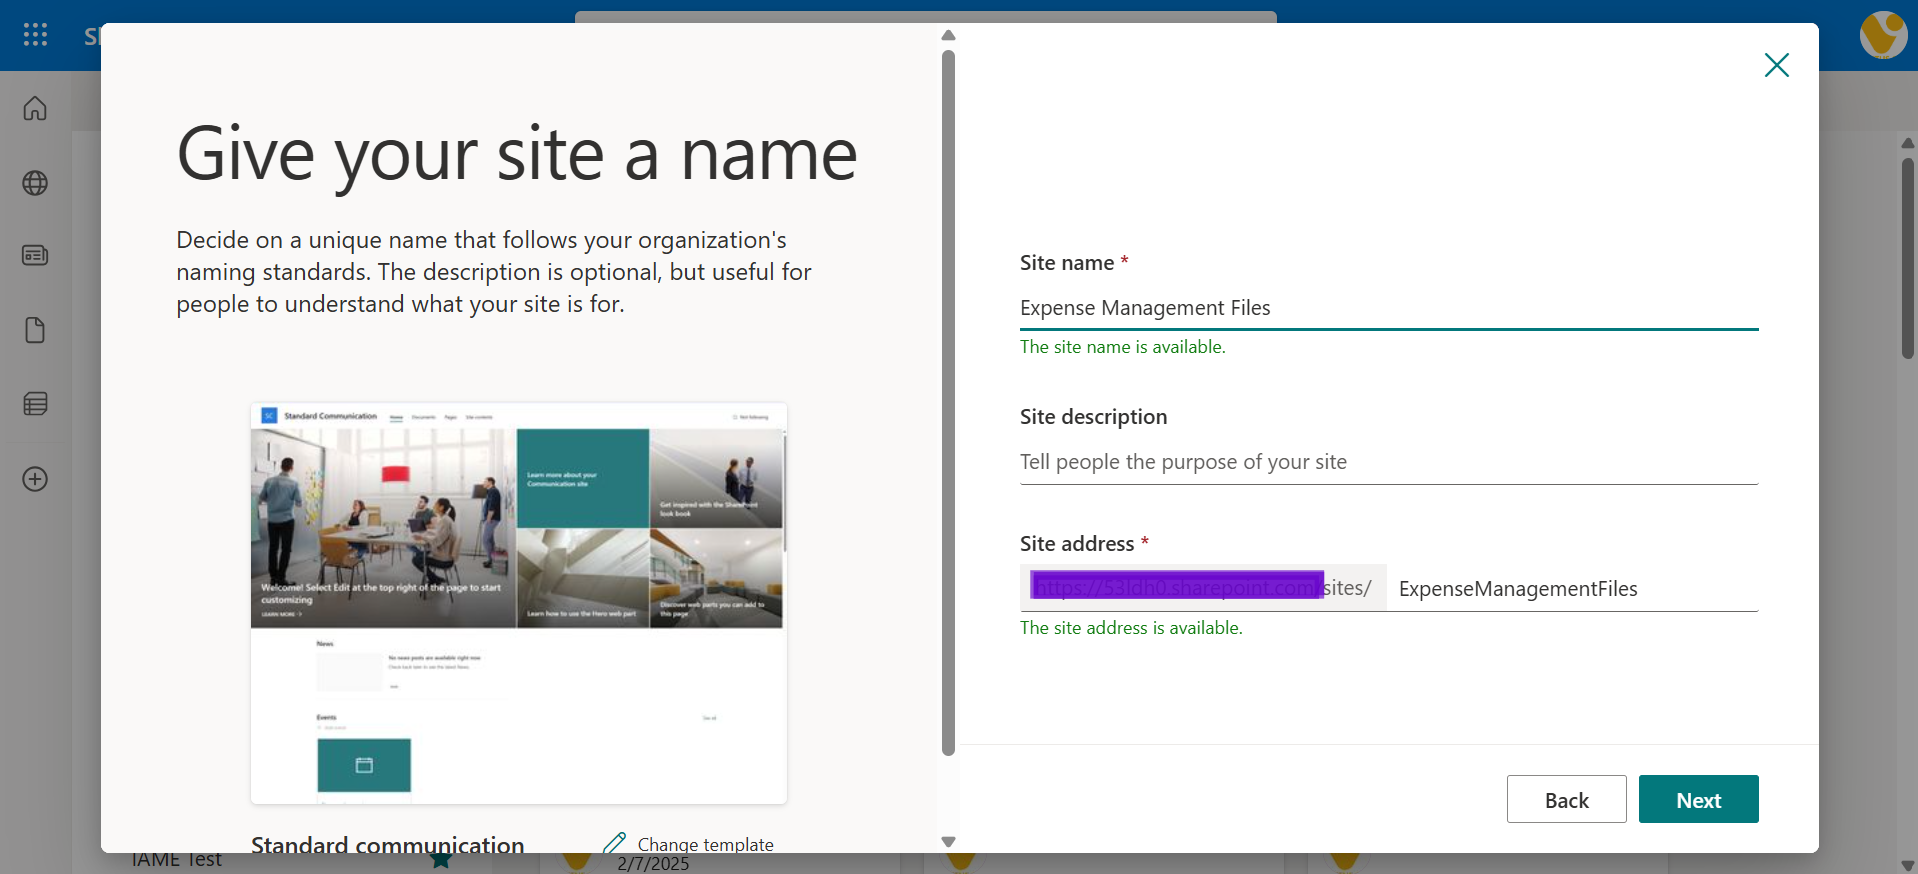 Give your site a name
Decide on a unique name that follows your organization's
naming standards. The description is optional, but useful for
people to understand what your site is for.
SC
Standard Communication
Home
Documents
Pages
Site contents
Not following
Learn more about your
Communication site
Get inspired with the SharePoint
look book
Welcome! Select Edit at the top right of the page to start
customizing
LEARN MORE
Learn how to use the Hero web part
Discover web parts you can add to
this page
News
No news posts are available right now
Events
See all
Standard communication
Change template
IAME Test
2/7/2025
Site name *
Expense Management Files
The site name is available.
Site description
Tell people the purpose of your site
Site address *
https://53ldh0.sharepoint.com/sites/
ExpenseManagementFiles
The site address is available.
Back
Next